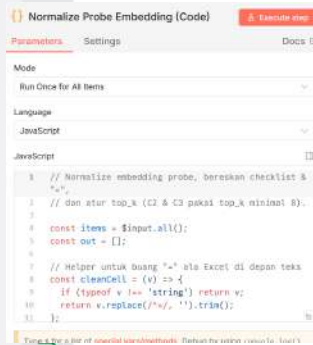 {} Normalize Probe Embedding (Code)
Execute step
Parameters
Settings
Docs
Mode
Run Once for All Items
Language
JavaScript
JavaScript
1 // Normalize embedding probe, bereskan checklist &
"=",
2 // dan atur top_k (C2 & C3 pakai top_k minimal 8).
3
4 const items = $input.all();
5 const out = [];
6
7 // Helper untuk buang "=" ala Excel di depan teks
8 const cleanCell = (v) => {
9 if (typeof v !== 'string') return v;
10 return v.replace(/^=/, '').trim();
11 };
Type $ for a list of special vars/methods. Debug by using console.log()